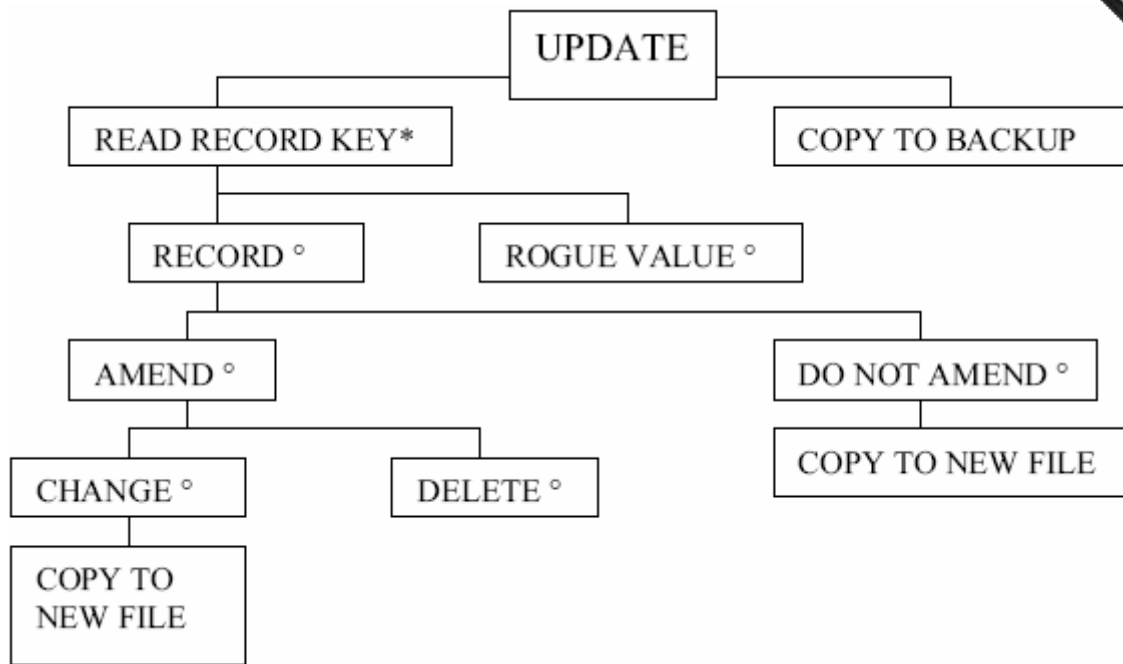 UPDATE
READ RECORD KEY*
COPY TO BACKUP
RECORD °
ROGUE VALUE °
AMEND °
DO NOT AMEND °
CHANGE °
DELETE °
COPY TO NEW FILE
COPY TO
NEW FILE